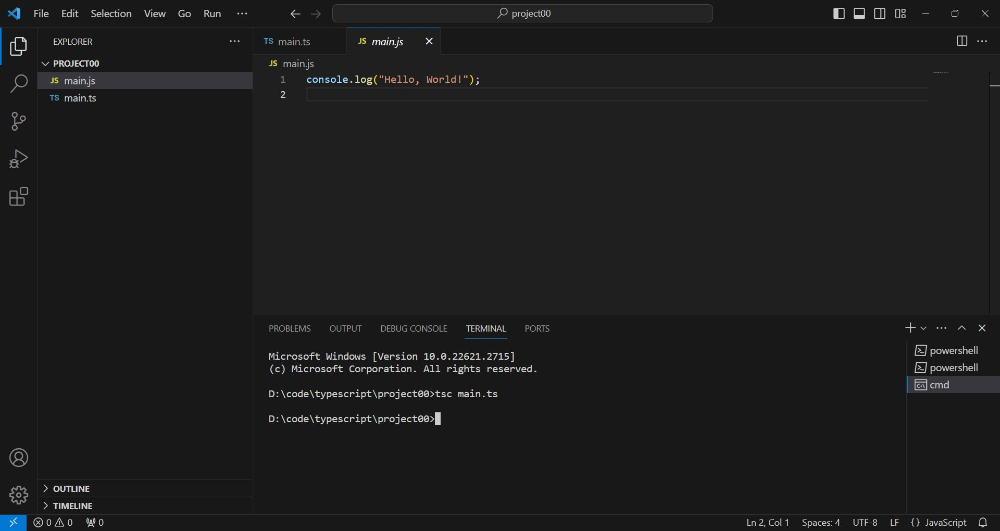 File Edit Selection View Go Run
project00
EXPLORER
PROJECT00
JS main.js
TS main.ts
TS main.ts
JS main.js
JS main.js
1 console.log("Hello, World!");
2
PROBLEMS OUTPUT DEBUG CONSOLE TERMINAL PORTS
Microsoft Windows [Version 10.0.22621.2715]
(c) Microsoft Corporation. All rights reserved.
D:\code\typescript\project00>tsc main.ts
D:\code\typescript\project00>
powershell
powershell
cmd
OUTLINE
TIMELINE
0 0 0
Ln 2, Col 1 Spaces: 4 UTF-8 LF {} JavaScript